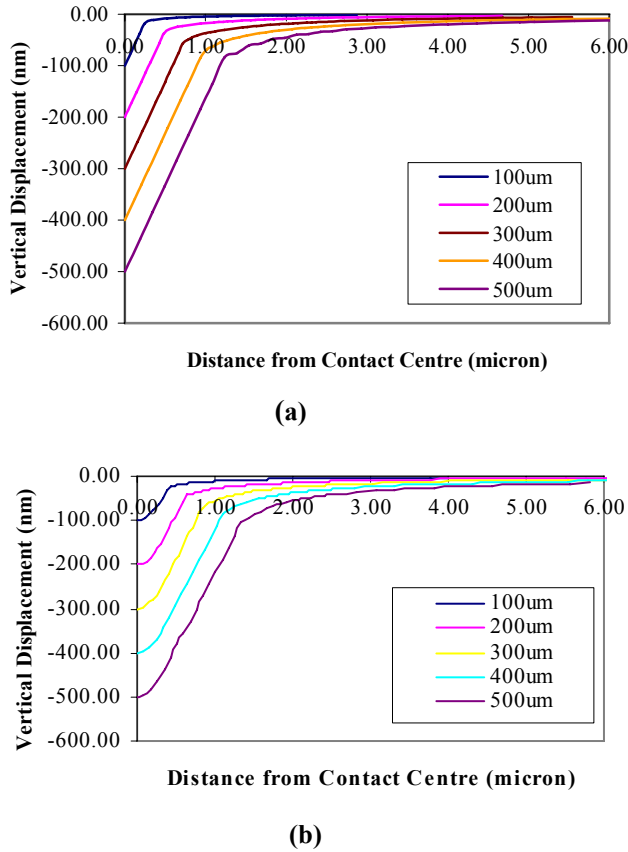 0.00
-100.00
-200.00
-300.00
-400.00
-500.00
-600.00
0.00 1.00 2.00 3.00 4.00 5.00 6.00
Vertical Displacement (nm)
100um
200um
300um
400um
500um
Distance from Contact Centre (micron)
(a)
0.00
-100.00
-200.00
-300.00
-400.00
-500.00
-600.00
0.00 1.00 2.00 3.00 4.00 5.00 6.00
Vertical Displacement (nm)
100um
200um
300um
400um
500um
Distance from Contact Centre (micron)
(b)